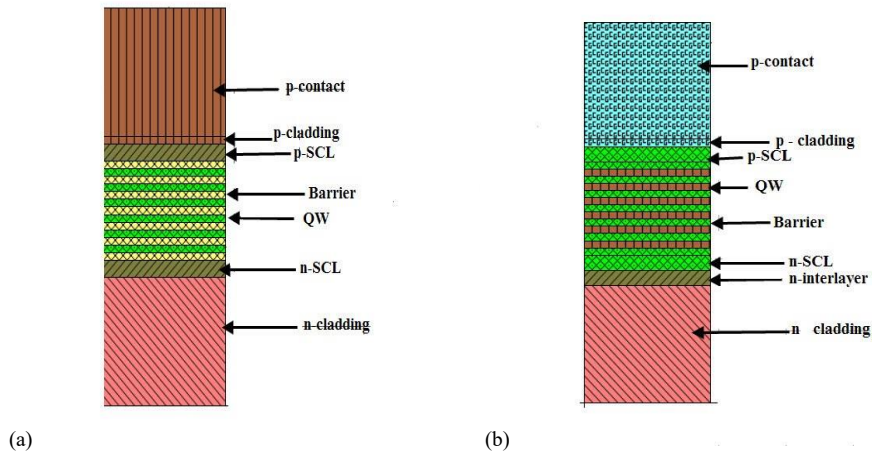 p-contact
p-cladding
p-SCL
Barrier
QW
n-SCL
n-cladding
(a)
p-contact
p - cladding
p-SCL
QW
Barrier
n-SCL
n-interlayer
n cladding
(b)